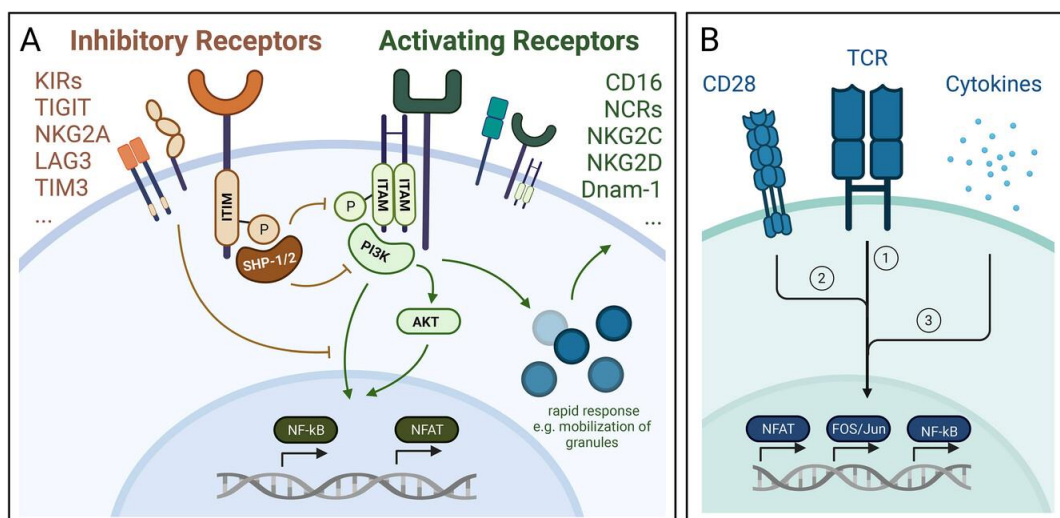 A
Inhibitory Receptors
Activating Receptors
KIRs
TIGIT
NKG2A
LAG3
TIM3
...
CD16
NCRs
NKG2C
NKG2D
Dnam-1
...
ITIM
P
SHP-1/2
P
ITAM
ITAM
PI3K
AKT
rapid response
e.g. mobilization of
granules
NF-kB
NFAT
B
CD28
TCR
Cytokines
1
2
3
NFAT
FOS/Jun
NF-kB